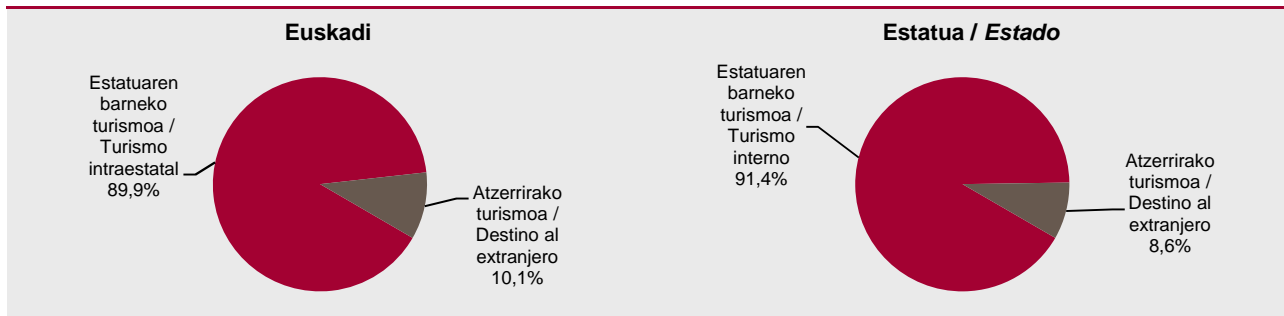 Euskadi
Estatuaren
barneko
turismoa /
Turismo
intraestatal
89,9%
Atzerrirako
turismoa /
Destino al
extranjero
10,1%
Estatua / Estado
Estatuaren
barneko
turismoa /
Turismo
interno
91,4%
Atzerrirako
turismoa /
Destino al
extranjero
8,6%